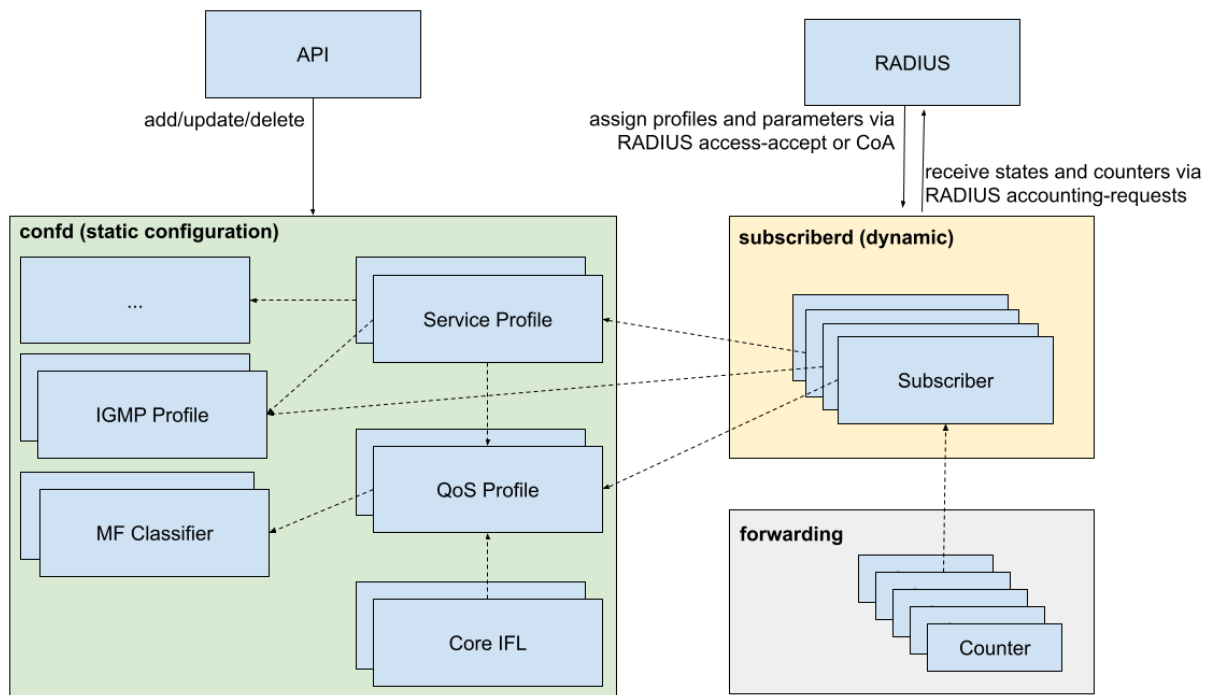 API
RADIUS
add/update/delete
assign profiles and parameters via
RADIUS access-accept or CoA
receive states and counters via
RADIUS accounting-requests
confd (static configuration)
...
Service Profile
IGMP Profile
QoS Profile
MF Classifier
Core IFL
subscriberd (dynamic)
Subscriber
forwarding
Counter